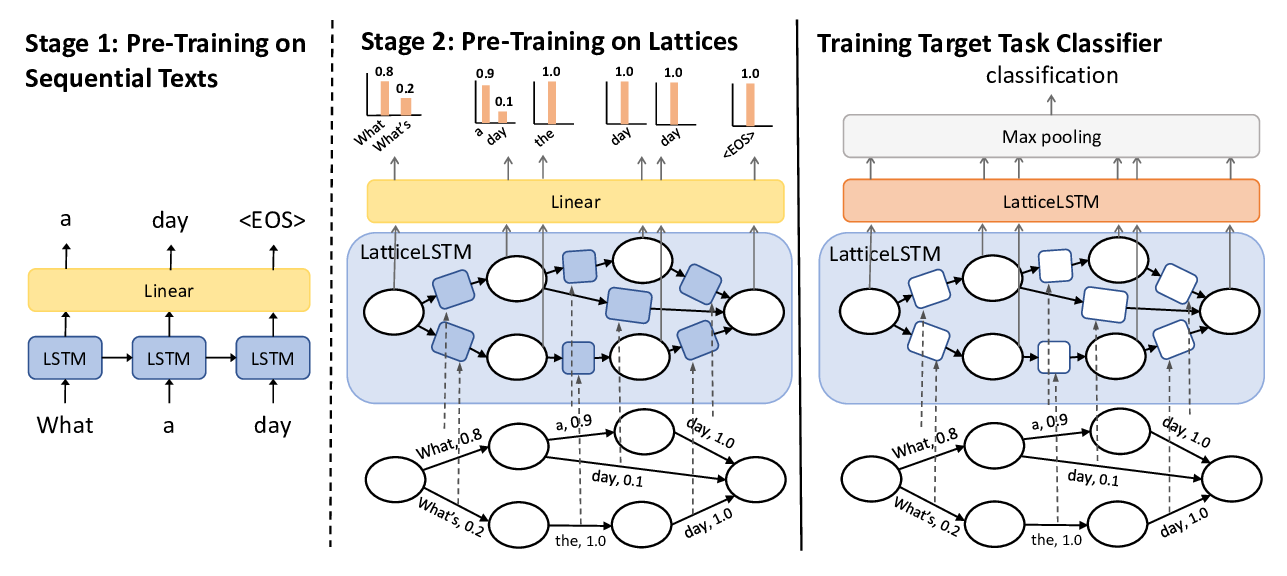 Stage 1: Pre-Training on
Sequential Texts
a
day
<EOS>
Linear
LSTM
LSTM
LSTM
What
a
day
Stage 2: Pre-Training on Lattices
0.8
0.2
What
What's
0.9
0.1
a
day
1.0
the
1.0
day
1.0
day
1.0
<EOS>
Linear
LatticeLSTM
What, 0.8
a, 0.9
day, 1.0
day, 0.1
What's, 0.2
the, 1.0
day, 1.0
Training Target Task Classifier
classification
Max pooling
LatticeLSTM
LatticeLSTM
What, 0.8
a, 0.9
day, 1.0
day, 0.1
What's, 0.2
the, 1.0
day, 1.0